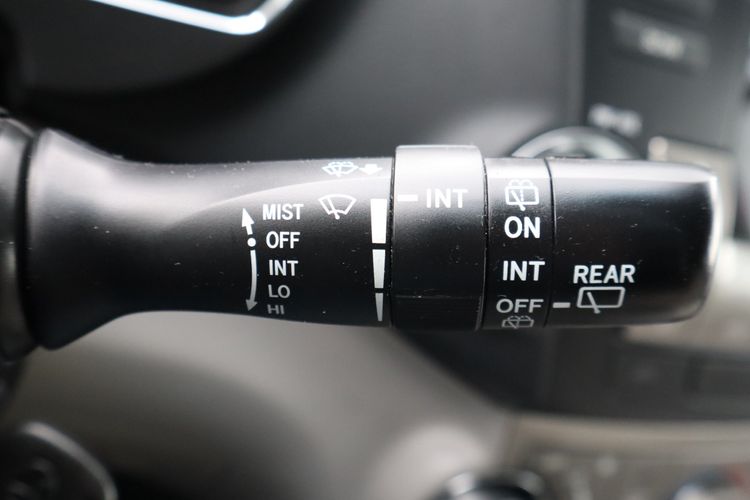 MIST
OFF
INT
LO
HI
INT
ON
INT
OFF
REAR